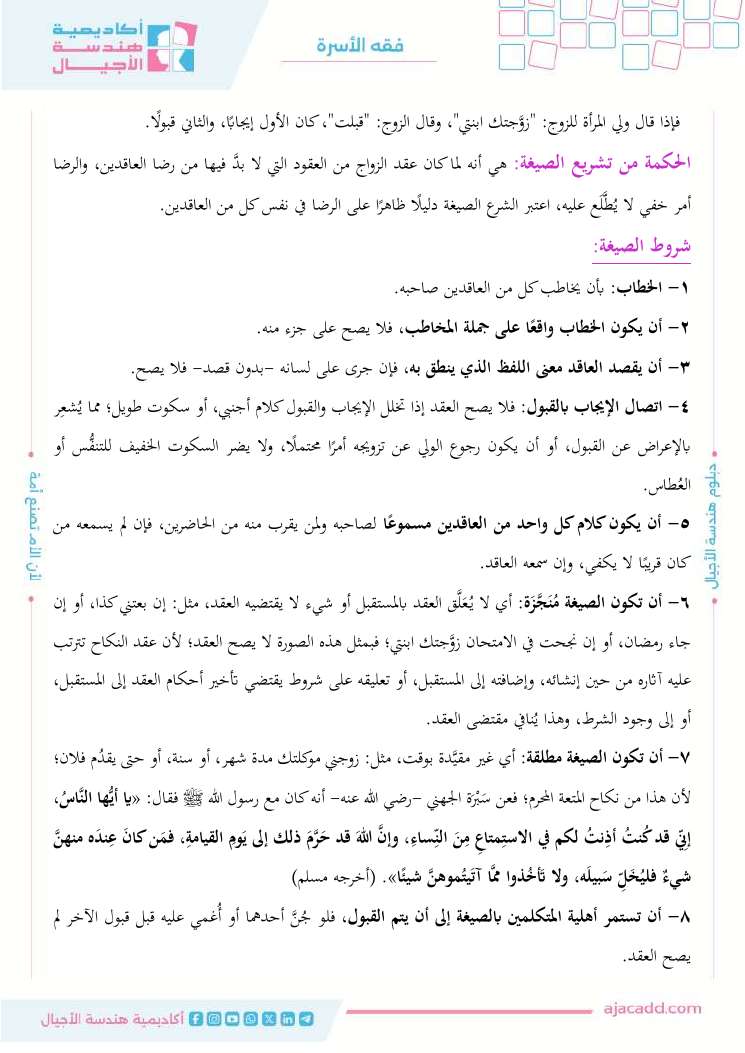 أكاديمية
هندسة
الأجيال
فقه الأسرة
فإذا قال ولي المرأة للزوج: "زوَّجتك ابنتي"، وقال الزوج: "قبلت"، كان الأول إيجابًا، والثاني قبولًا.
الحكمة من تشريع الصيغة: هي أنه لما كان عقد الزواج من العقود التي لا بدَّ فيها من رضا العاقدين، والرضا
أمر خفي لا يُطَّلَع عليه، اعتبر الشرع الصيغة دليلًا ظاهرًا على الرضا في نفس كل من العاقدين.
شروط الصيغة:
١- الخطاب: بأن يخاطب كل من العاقدين صاحبه.
٢- أن يكون الخطاب واقعًا على جملة المخاطب، فلا يصح على جزء منه.
٣- أن يقصد العاقد معنى اللفظ الذي ينطق به، فإن جرى على لسانه -بدون قصد- فلا يصح.
٤- اتصال الإيجاب بالقبول: فلا يصح العقد إذا تخلل الإيجاب والقبول كلام أجنبي، أو سكوت طويل؛ مما يُشعِر
بالإعراض عن القبول، أو أن يكون رجوع الولي عن تزويجه أمرًا محتملًا، ولا يضر السكوت الخفيف للتنفُّس أو
العُطاس.
٥- أن يكون كلام كل واحد من العاقدين مسموعًا لصاحبه ولمن يقرب منه من الحاضرين، فإن لم يسمعه من
كان قريبًا لا يكفي، وإن سمعه العاقد.
٦- أن تكون الصيغة مُنَجَّزَة: أي لا يُعَلَّق العقد بالمستقبل أو شيء لا يقتضيه العقد، مثل: إن بعتني كذا، أو إن
جاء رمضان، أو إن نجحت في الامتحان زوَّجتك ابنتي؛ فبمثل هذه الصورة لا يصح العقد؛ لأن عقد النكاح تترتب
عليه آثاره من حين إنشائه، وإضافته إلى المستقبل، أو تعليقه على شروط يقتضي تأخير أحكام العقد إلى المستقبل،
أو إلى وجود الشرط، وهذا يُنافي مقتضى العقد.
٧- أن تكون الصيغة مطلقة: أي غير مقيَّدة بوقت، مثل: زوجني موكلتك مدة شهر، أو سنة، أو حتى يقدُم فلان؛
لأن هذا من نكاح المتعة المحرم؛ فعن سَبْرَة الجهني -رضي الله عنه- أنه كان مع رسول الله ﷺ فقال: «يا أيُّها النَّاسُ،
إنِّي قد كُنتُ أذِنتُ لكم في الاستِمتاعِ مِنَ النِّساءِ، وإنَّ اللهَ قد حَرَّمَ ذلك إلى يَومِ القيامةِ، فمَن كانَ عِندَه منهنَّ
شيءٌ فليُخَلِّ سَبيلَه، ولا تَأخُذوا ممَّا آتَيتُموهنَّ شيئًا». (أخرجه مسلم)
٨- أن تستمر أهلية المتكلمين بالصيغة إلى أن يتم القبول، فلو جُنَّ أحدهما أو أُغمي عليه قبل قبول الآخر لم
يصح العقد.
دبلوم هندسة الأجيال
لأن الأم تصنع أمة
ajacadd.com
أكاديمية هندسة الأجيال